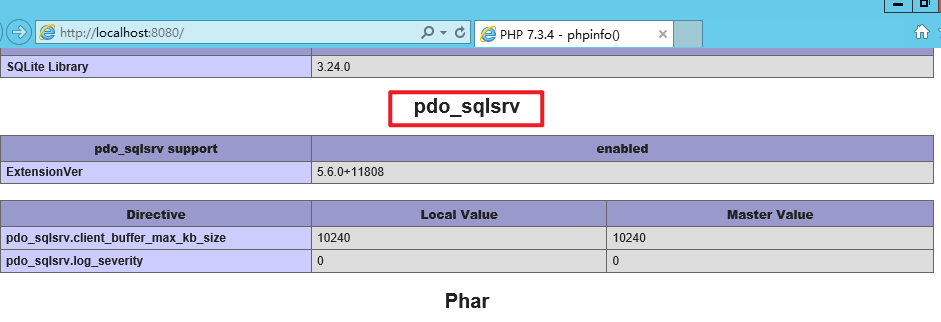 http://localhost:8080/
PHP 7.3.4 - phpinfo()
SQLite Library 3.24.0
pdo_sqlsrv
pdo_sqlsrv support enabled
ExtensionVer 5.6.0+11808
Directive Local Value Master Value
pdo_sqlsrv.client_buffer_max_kb_size 10240 10240
pdo_sqlsrv.log_severity 0 0
Phar